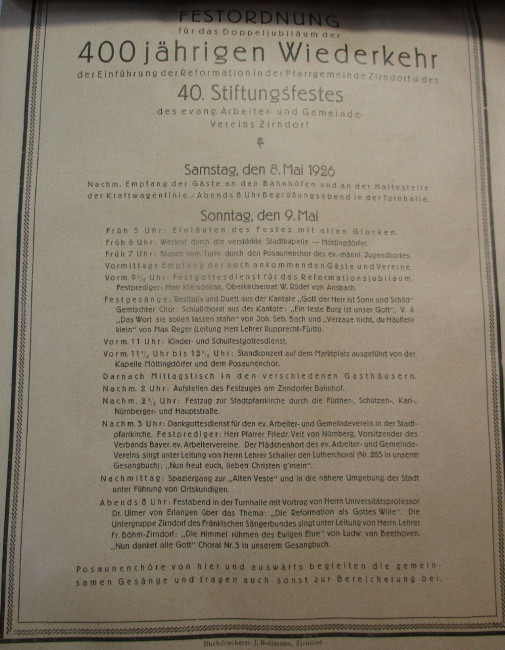 FESTORDNUNG
für das Doppeljubiläum der
400 jährigen Wiederkehr
der Einführung der Reformation in der Pfarrgemeinde Zirndorf u. des
40. Stiftungsfestes
des evang. Arbeiter- und Gemeinde-
Vereins Zirndorf
Samstag, den 8. Mai 1926
Nachm. Empfang der Gäste an den Bahnhöfen und an der Haltestelle
der Kraftwagenlinie. / Abends 8 Uhr Begrüßungsabend in der Turnhalle.
Sonntag, den 9. Mai
Früh 5 Uhr: Einläuten des Festes mit allen Glocken.
Früh 6 Uhr: Weckruf durch die verstärkte Stadtkapelle — Möttingdörfer.
Früh 7 Uhr: Blasen vom Turm durch den Posaunenchor des ev. männl. Jugendhortes.
Vormittags Empfang der noch ankommenden Gäste und Vereine.
Vorm. 9½ Uhr: Festgottesdienst für das Reformationsjubiläum.
Festprediger: Herr Kreisdekan, Oberkirchenrat W. Rüdel von Ansbach.
Festgesänge: Rezitativ und Duett aus der Kantate „Gott der Herr ist Sonn und Schild“
Gemischter Chor: Schlußchoral aus der Kantate: „Ein feste Burg ist unser Gott“, V. 4
„Das Wort sie sollen lassen stahn“ von Joh. Seb. Bach und „Verzage nicht, du Häuflein
klein“ von Max Reger (Leitung Herr Lehrer Rupprecht-Fürth).
Vorm. 11 Uhr: Kinder- und Schulfestgottesdienst.
Vorm. 11½ Uhr bis 12½ Uhr: Standkonzert auf dem Marktplatz ausgeführt von der
Kapelle Möttingdörfer und dem Posaunenchor.
Darnach Mittagstisch in den verschiedenen Gasthäusern.
Nachm. 2 Uhr: Aufstellen des Festzuges am Zirndorfer Bahnhof.
Nachm. 2½ Uhr: Festzug zur Stadtpfarrkirche durch die Fürther-, Schützen-, Karl-,
Nürnberger- und Hauptstraße.
Nachm. 3 Uhr: Dankgottesdienst für den ev. Arbeiter- und Gemeindeverein in der Stadt-
pfarrkirche. Festprediger: Herr Pfarrer Friedr. Veit von Nürnberg, Vorsitzender des
Verbands Bayer. ev. Arbeitervereine. Der Mädchenhort des ev. Arbeiter- und Gemeinde-
Vereins singt unter Leitung von Herrn Lehrer Schaller den Lutherchoral (Nr. 265 in unserem
Gesangbuch): „Nun freut euch, lieben Christen g'mein“.
Nachmittag: Spaziergang zur „Alten Veste“ und in die nähere Umgebung der Stadt
unter Führung von Ortskundigen.
Abends 8 Uhr: Festabend in der Turnhalle mit Vortrag von Herrn Universitätsprofessor
Dr. Ulmer von Erlangen über das Thema: „Die Reformation als Gottes Wille“. Die
Untergruppe Zirndorf des Fränkischen Sängerbundes singt unter Leitung von Herrn Lehrer
Fr. Böhm-Zirndorf: „Die Himmel rühmen des Ewigen Ehre“ von Ludw. van Beethoven.
„Nun danket alle Gott“ Choral Nr. 3 in unserem Gesangbuch.
Posaunenchöre von hier und auswärts begleiten die gemein-
samen Gesänge und tragen auch sonst zur Bereicherung bei.
Buchdruckerei J. Bollmann, Zirndorf